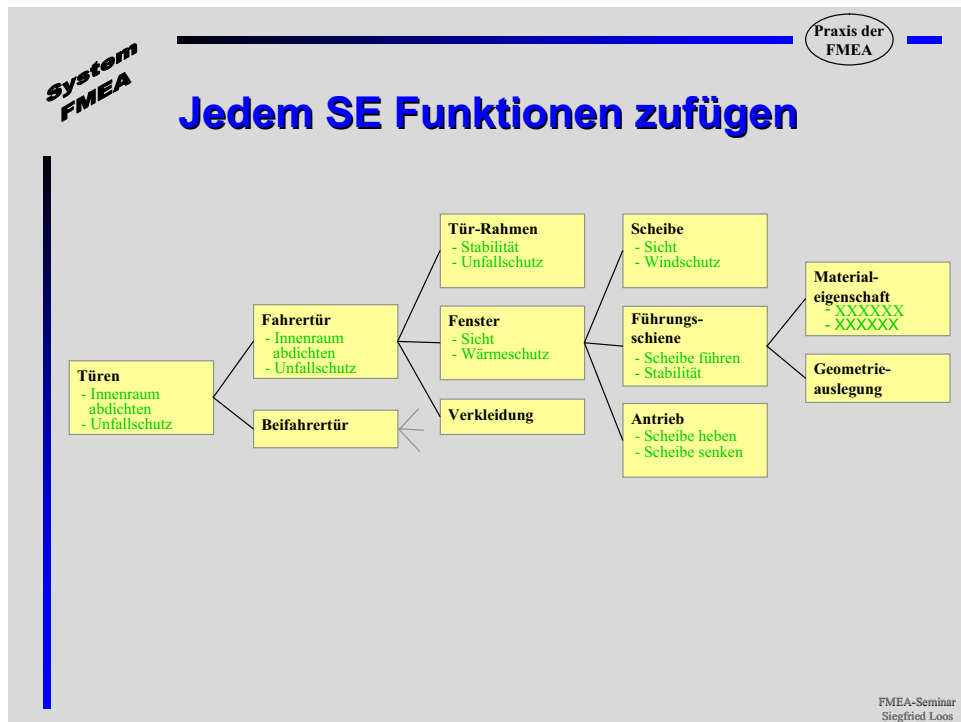 Praxis der
FMEA
System
FMEA
Jedem SE Funktionen zufügen
Türen
- Innenraum
abdichten
- Unfallschutz
Fahrertür
- Innenraum
abdichten
- Unfallschutz
Beifahrertür
Tür-Rahmen
- Stabilität
- Unfallschutz
Fenster
- Sicht
- Wärmeschutz
Verkleidung
Scheibe
- Sicht
- Windschutz
Führungs-
schiene
- Scheibe führen
- Stabilität
Antrieb
- Scheibe heben
- Scheibe senken
Material-
eigenschaft
- XXXXXX
- XXXXXX
Geometrie-
auslegung
FMEA-Seminar
Siegfried Loos